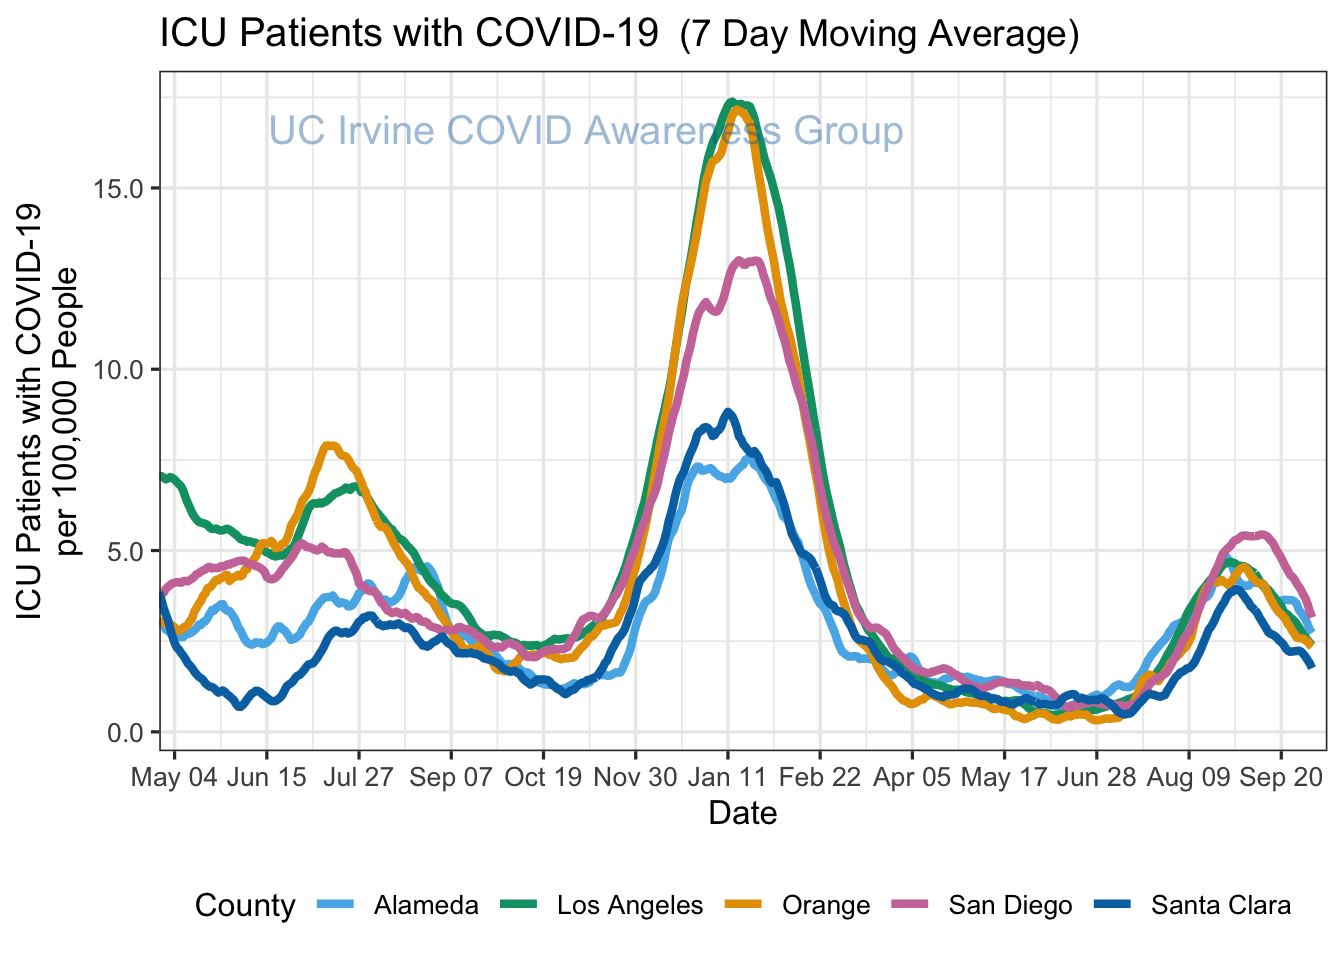 ICU Patients with COVID-19 (7 Day Moving Average)
UC Irvine COVID Awareness Group
ICU Patients with COVID-19
per 100,000 People
15.0
10.0
5.0
0.0
May 04 Jun 15 Jul 27 Sep 07 Oct 19 Nov 30 Jan 11 Feb 22 Apr 05 May 17 Jun 28 Aug 09 Sep 20
Date
County Alameda Los Angeles Orange San Diego Santa Clara